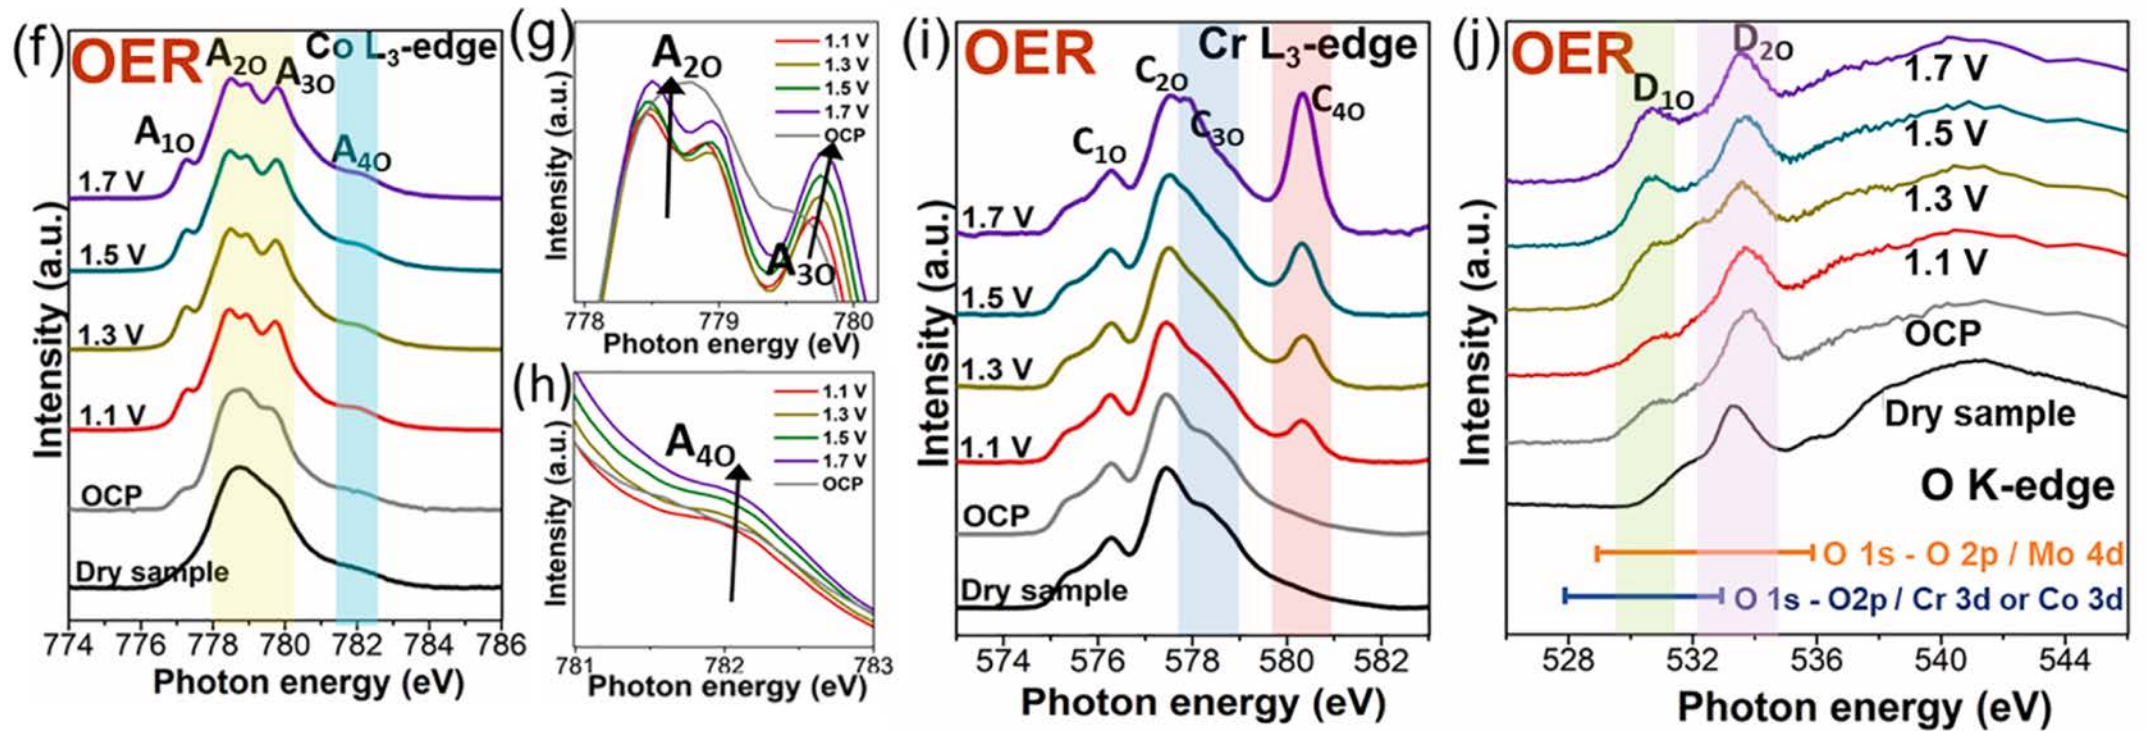 (f)
OER
Co L3-edge
A1O
A2O
A3O
A4O
1.7 V
1.5 V
1.3 V
1.1 V
OCP
Dry sample
Intensity (a.u.)
774 776 778 780 782 784 786
Photon energy (eV)
(g)
A2O
A3O
1.1 V
1.3 V
1.5 V
1.7 V
OCP
Intensity (a.u.)
778 779 780
Photon energy (eV)
(h)
A4O
1.1 V
1.3 V
1.5 V
1.7 V
OCP
Intensity (a.u.)
781 782 783
Photon energy (eV)
(i)
OER
Cr L3-edge
C1O
C2O
C3O
C4O
1.7 V
1.5 V
1.3 V
1.1 V
OCP
Dry sample
Intensity (a.u.)
574 576 578 580 582
Photon energy (eV)
(j)
OER
D1O
D2O
1.7 V
1.5 V
1.3 V
1.1 V
OCP
Dry sample
O K-edge
O 1s - O 2p / Mo 4d
O 1s - O2p / Cr 3d or Co 3d
Intensity (a.u.)
528 532 536 540 544
Photon energy (eV)